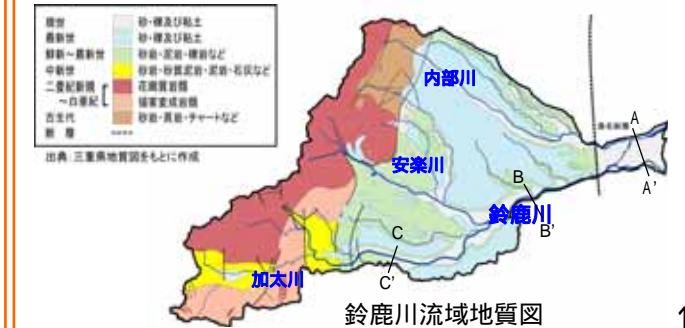 現世 砂・礫及び粘土
最新世 砂・礫及び粘土
鮮新～最新世 砂岩・泥岩・礫岩など
中新世 砂岩・砂質泥岩・泥岩・石灰など
二畳紀新期～白亜紀 花崗質岩類
領家変成岩類
古生代 砂岩・頁岩・チャートなど
断層
出典:三重県地質図をもとに作成
内部川
安楽川
鈴鹿川
加太川
A
A'
B
B'
C
C'
鈴鹿川流域地質図
1